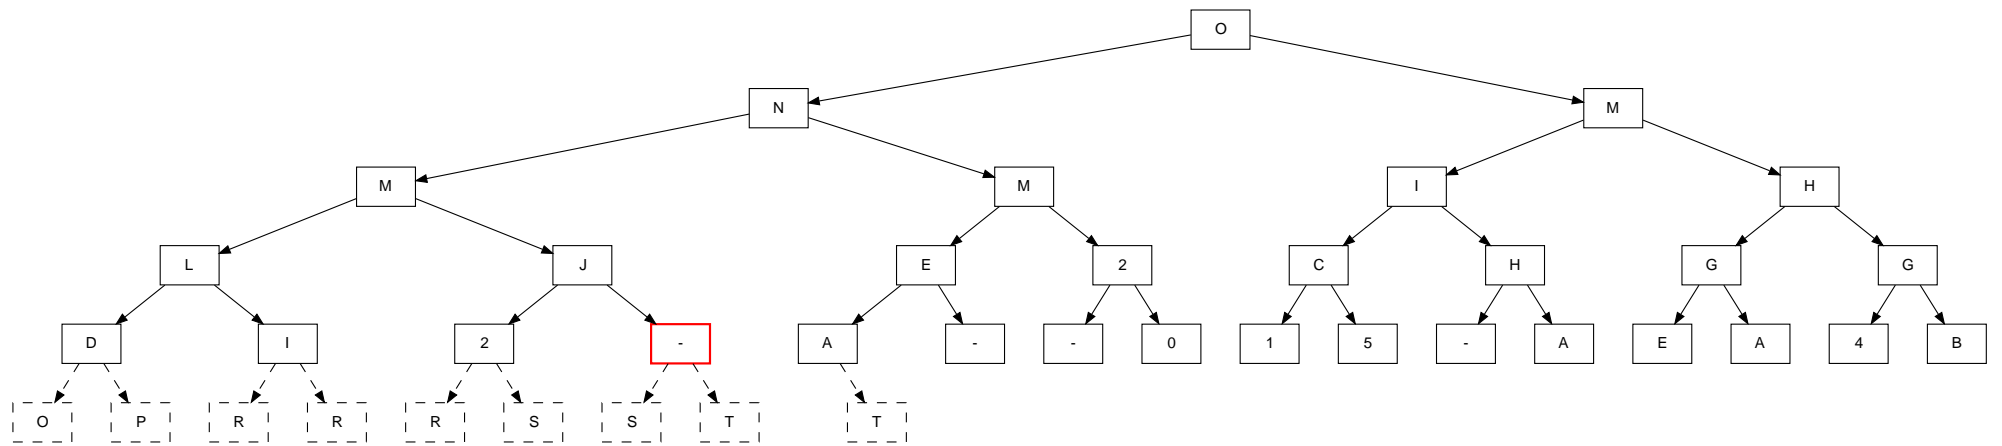 O
N M
M M I H
L J E 2 C H G G
D I 2 - A - - 0 1 5 - A E A 4 B
O P R R R S S T T